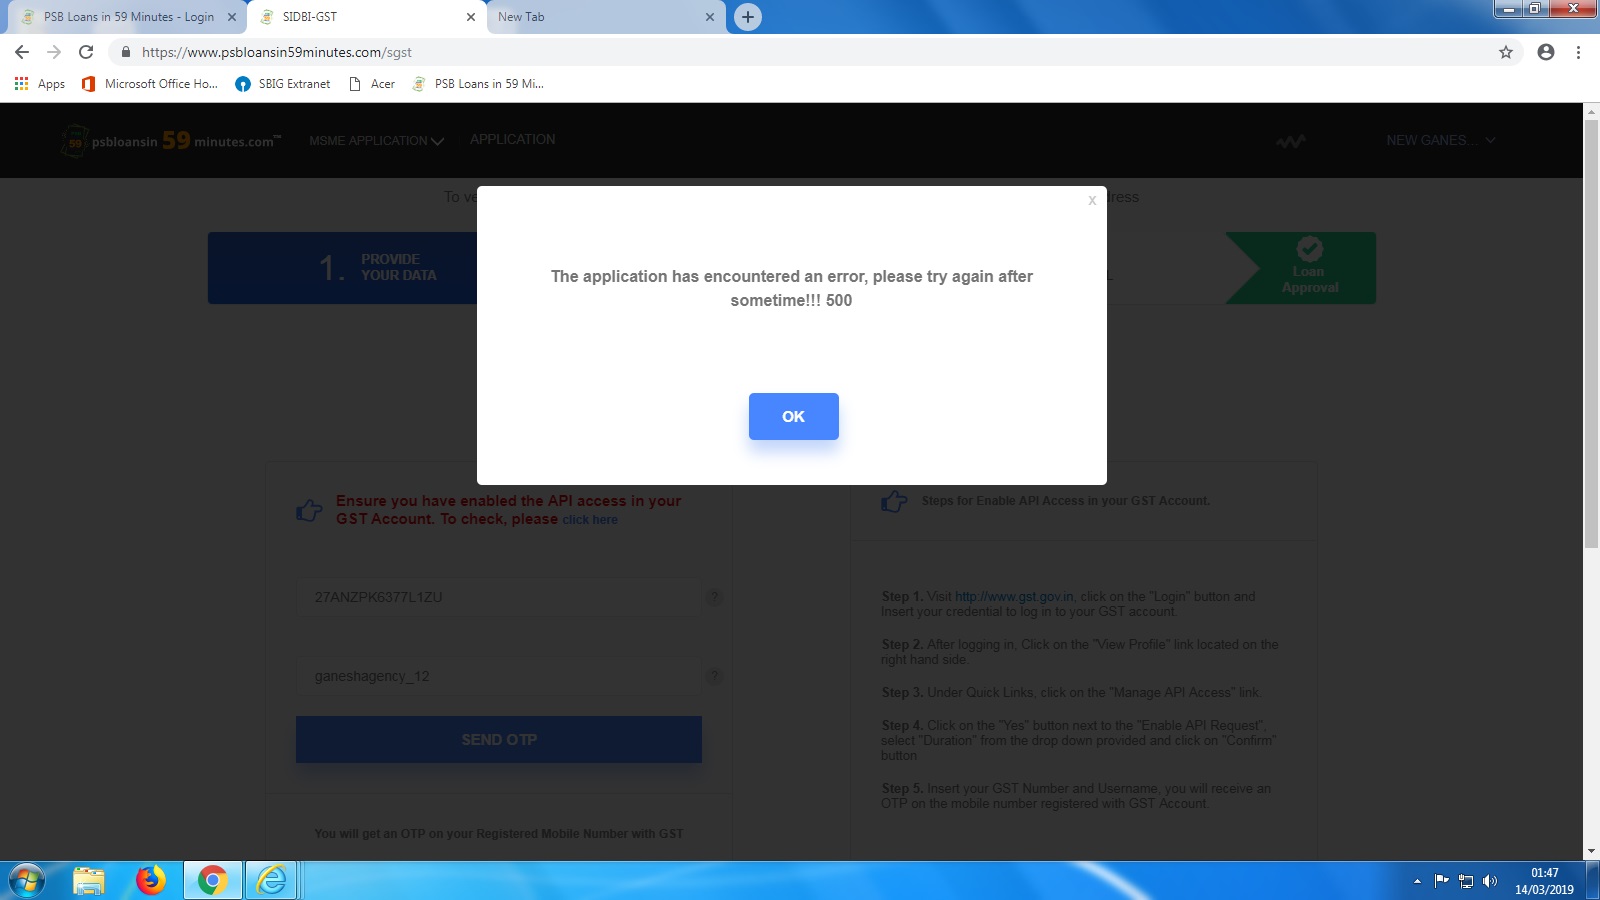 PSB Loans in 59 Minutes - Login
SIDBI-GST
New Tab
https://www.psbloansin59minutes.com/sgst
Apps
Microsoft Office Ho...
SBIG Extranet
Acer
PSB Loans in 59 Mi...
psbloansin 59 minutes.com™
MSME APPLICATION
APPLICATION
NEW GANES...
To ve
ress
x
The application has encountered an error, please try again after
sometime!!! 500
OK
1. PROVIDE
YOUR DATA
Loan
Approval
Ensure you have enabled the API access in your
GST Account. To check, please click here
27ANZPK6377L1ZU
?
ganeshagency_12
?
SEND OTP
You will get an OTP on your Registered Mobile Number with GST
Steps for Enable API Access in your GST Account.
Step 1. Visit http://www.gst.gov.in, click on the "Login" button and
Insert your credential to log in to your GST account.
Step 2. After logging in, Click on the "View Profile" link located on the
right hand side.
Step 3. Under Quick Links, click on the "Manage API Access" link.
Step 4. Click on the "Yes" button next to the "Enable API Request",
select "Duration" from the drop down provided and click on "Confirm"
button
Step 5. Insert your GST Number and Username, you will receive an
OTP on the mobile number registered with GST Account.
01:47
14/03/2019